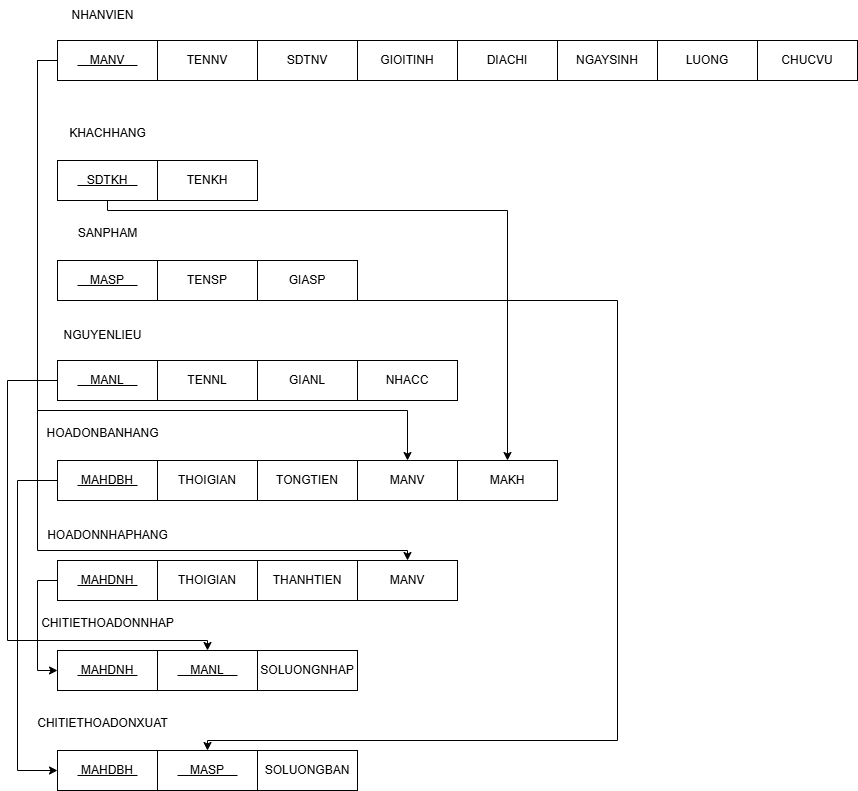 NHANVIEN
MANV TENNV SDTNV GIOITINH DIACHI NGAYSINH LUONG CHUCVU
KHACHHANG
SDTKH TENKH
SANPHAM
MASP TENSP GIASP
NGUYENLIEU
MANL TENNL GIANL NHACC
HOADONBANHANG
MAHDBH THOIGIAN TONGTIEN MANV MAKH
HOADONNHAPHANG
MAHDNH THOIGIAN THANHTIEN MANV
CHITIETHOADONNHAP
MAHDNH MANL SOLUONGNHAP
CHITIETHOADONXUAT
MAHDBH MASP SOLUONGBAN